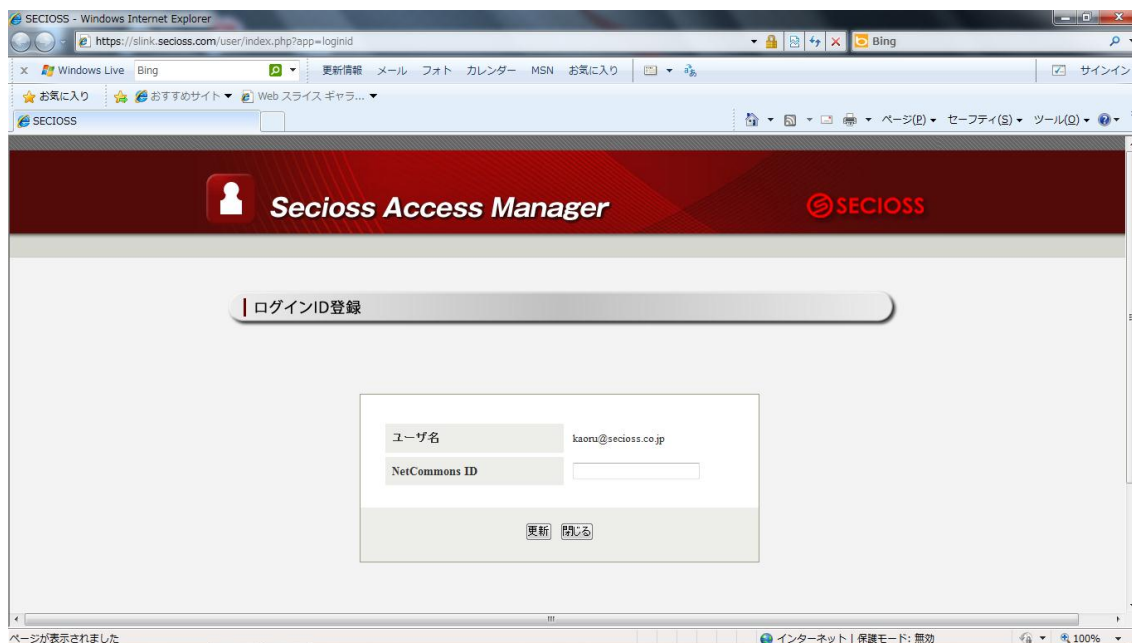 SECIOSS - Windows Internet Explorer
https://slink.secioss.com/user/index.php?app=loginid
Bing
x Windows Live Bing 更新情報 メール フォト カレンダー MSN お気に入り サインイン
お気に入り おすすめサイト ▼ Web スライス ギャラ... ▼
SECIOSS ページ(P) セーフティ(S) ツール(O)
Secioss Access Manager SECIOSS
ログインID登録
ユーザ名 kaoru@secioss.co.jp
NetCommons ID
更新 閉じる
ページが表示されました インターネット | 保護モード: 無効 100%